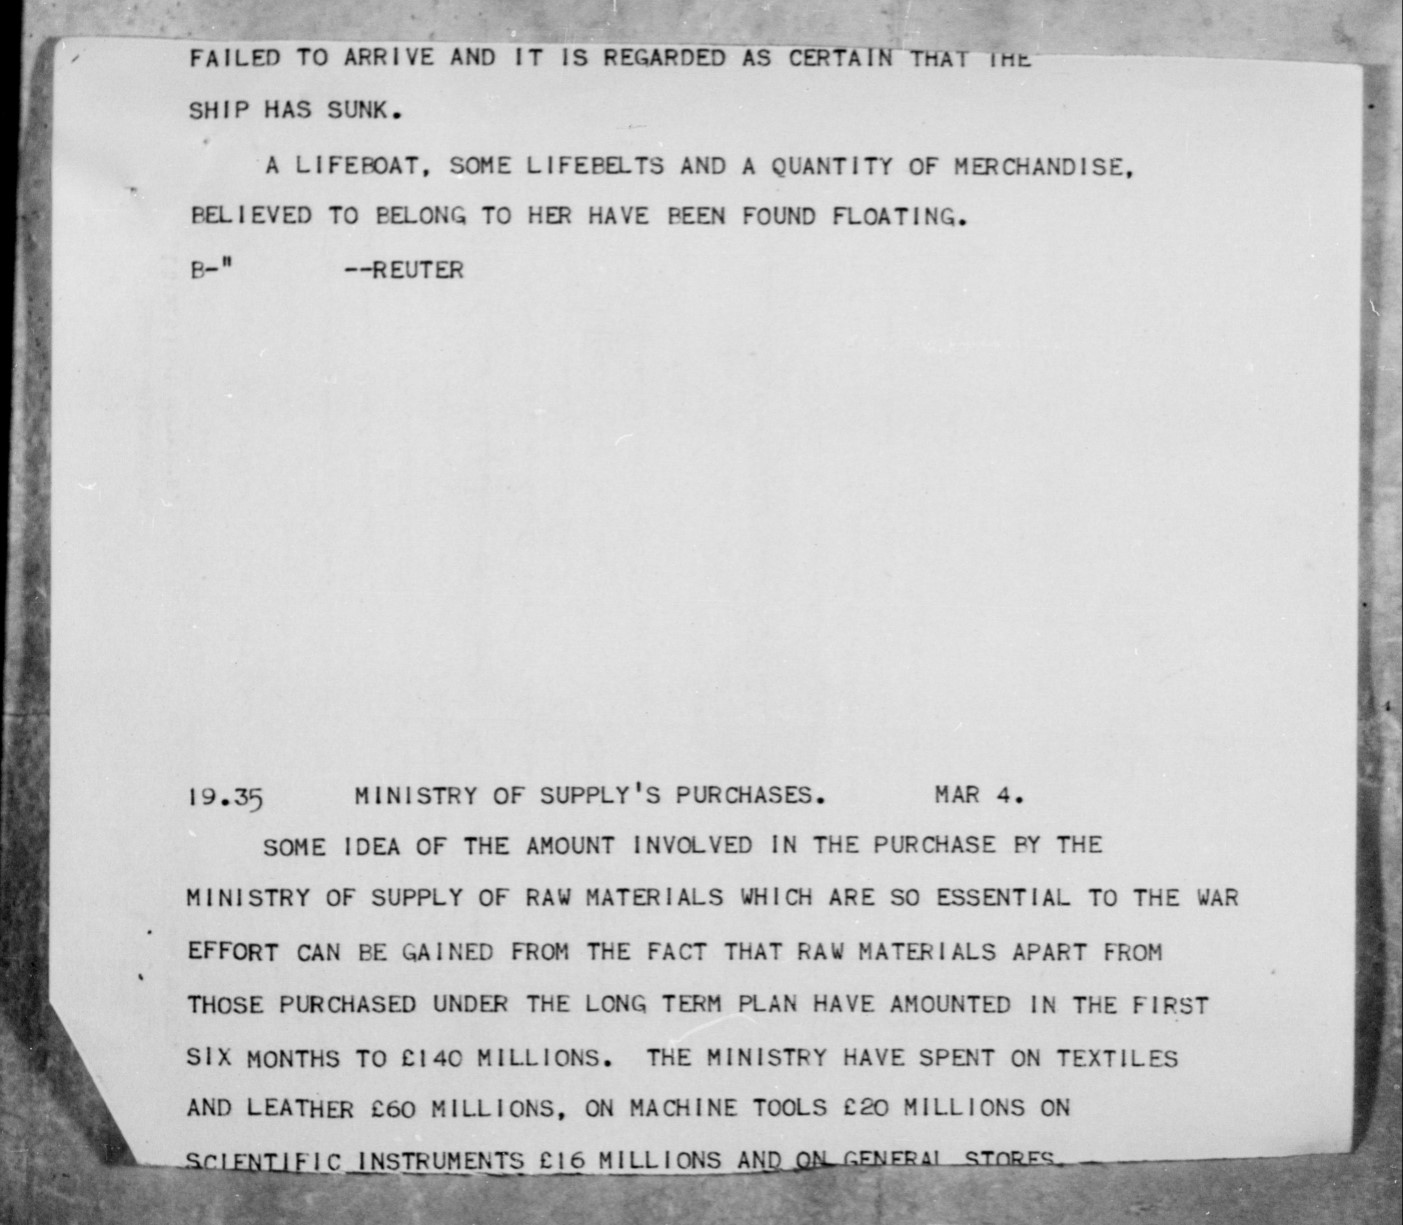 FAILED TO ARRIVE AND IT IS REGARDED AS CERTAIN THAT THE
SHIP HAS SUNK.
A LIFEBOAT, SOME LIFEBELTS AND A QUANTITY OF MERCHANDISE,
BELIEVED TO BELONG TO HER HAVE BEEN FOUND FLOATING.
B-" --REUTER
19.35 MINISTRY OF SUPPLY'S PURCHASES. MAR 4.
SOME IDEA OF THE AMOUNT INVOLVED IN THE PURCHASE BY THE
MINISTRY OF SUPPLY OF RAW MATERIALS WHICH ARE SO ESSENTIAL TO THE WAR
EFFORT CAN BE GAINED FROM THE FACT THAT RAW MATERIALS APART FROM
THOSE PURCHASED UNDER THE LONG TERM PLAN HAVE AMOUNTED IN THE FIRST
SIX MONTHS TO £140 MILLIONS. THE MINISTRY HAVE SPENT ON TEXTILES
AND LEATHER £60 MILLIONS, ON MACHINE TOOLS £20 MILLIONS ON
SCIENTIFIC INSTRUMENTS £16 MILLIONS AND ON GENERAL STORES,